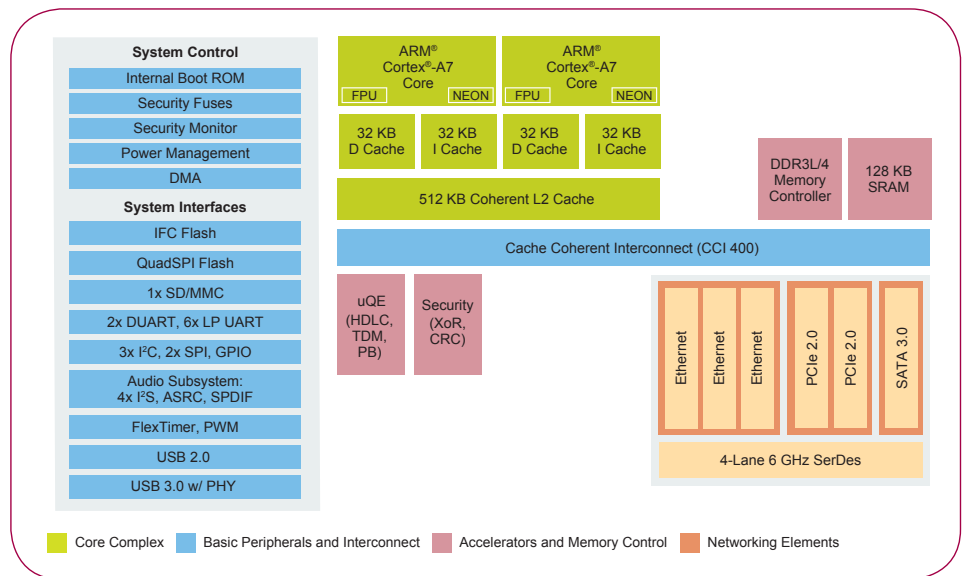 System Control
Internal Boot ROM
Security Fuses
Security Monitor
Power Management
DMA
System Interfaces
IFC Flash
QuadSPI Flash
1x SD/MMC
2x DUART, 6x LP UART
3x I²C, 2x SPI, GPIO
Audio Subsystem:
4x I²S, ASRC, SPDIF
FlexTimer, PWM
USB 2.0
USB 3.0 w/ PHY
ARM®
Cortex®-A7
Core
FPU
NEON
ARM®
Cortex®-A7
Core
FPU
NEON
32 KB
D Cache
32 KB
I Cache
32 KB
D Cache
32 KB
I Cache
512 KB Coherent L2 Cache
DDR3L/4
Memory
Controller
128 KB
SRAM
Cache Coherent Interconnect (CCI 400)
uQE
(HDLC,
TDM,
PB)
Security
(XoR,
CRC)
Ethernet
Ethernet
Ethernet
PCIe 2.0
PCIe 2.0
SATA 3.0
4-Lane 6 GHz SerDes
Core Complex
Basic Peripherals and Interconnect
Accelerators and Memory Control
Networking Elements